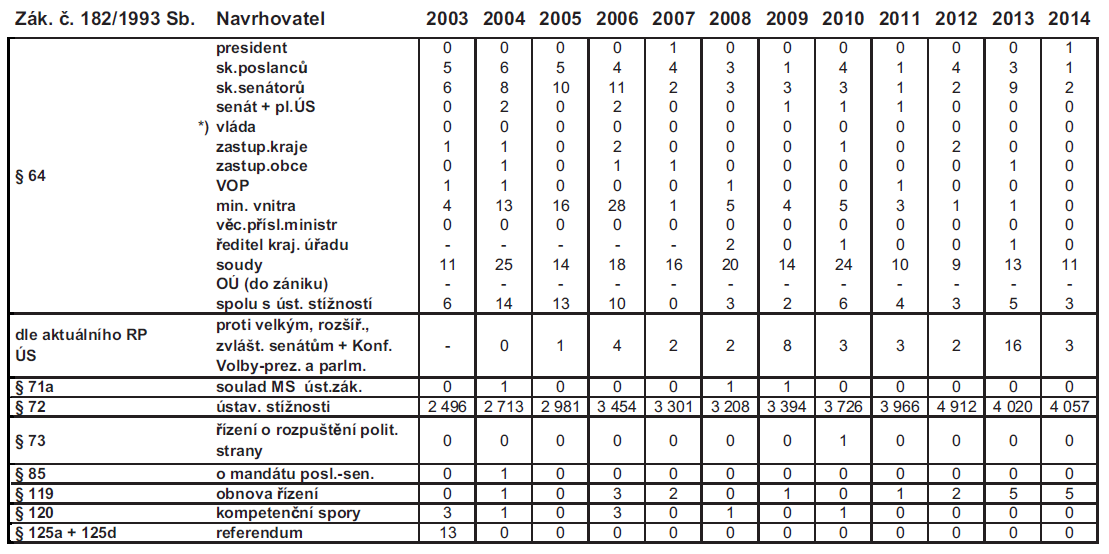 Zák. č. 182/1993 Sb. Navrhovatel 2003 2004 2005 2006 2007 2008 2009 2010 2011 2012 2013 2014
president 0 0 0 0 1 0 0 0 0 0 0 1
sk.poslanců 5 6 5 4 4 3 1 4 1 4 3 1
sk.senátorů 6 8 10 11 2 3 3 3 1 2 9 2
senát + pl.ÚS 0 2 0 2 0 0 1 1 1 0 0 0
*) vláda 0 0 0 0 0 0 0 0 0 0 0 0
zastup.kraje 1 1 0 2 0 0 0 1 0 2 0 0
zastup.obce 0 1 0 1 1 0 0 0 0 0 1 0
§ 64
VOP 1 1 0 0 0 1 0 0 1 0 0 0
min. vnitra 4 13 16 28 1 5 4 5 3 1 1 0
věc.přísl.ministr 0 0 0 0 0 0 0 0 0 0 0 0
ředitel kraj. úřadu - - - - - 2 0 1 0 0 1 0
soudy 11 25 14 18 16 20 14 24 10 9 13 11
OÚ (do zániku) - - - - - - - - - - - -
spolu s úst. stížností 6 14 13 10 0 3 2 6 4 3 5 3
dle aktuálního RP
ÚS
proti velkým, rozšíř.,
zvlášt. senátům + Konf. - 0 1 4 2 2 8 3 3 2 16 3
Volby-prez. a parlm.
§ 71a soulad MS úst.zák. 0 1 0 0 0 1 1 0 0 0 0 0
§ 72 ústav. stížnosti 2 496 2 713 2 981 3 454 3 301 3 208 3 394 3 726 3 966 4 912 4 020 4 057
§ 73
řízení o rozpuštění polit.
strany 0 0 0 0 0 0 0 1 0 0 0 0
§ 85 o mandátu posl.-sen. 0 1 0 0 0 0 0 0 0 0 0 0
§ 119 obnova řízení 0 1 0 3 2 0 1 0 1 2 5 5
§ 120 kompetenční spory 3 1 0 3 0 1 0 1 0 0 0 0
§ 125a + 125d referendum 13 0 0 0 0 0 0 0 0 0 0 0